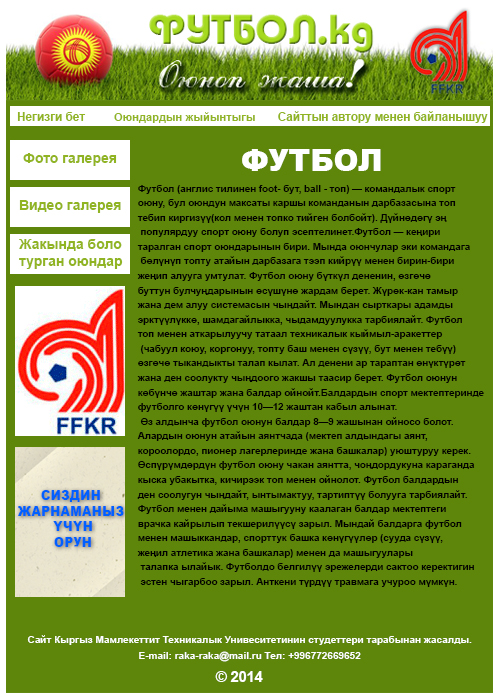 ФУТБОЛ.kg
Оюноп жаша!
FFKR
Негизги бет
Оюндардын жыйынтыгы
Сайттын автору менен байланышуу
Фото галерея
Видео галерея
Жакында боло
турган оюндар
FFKR
СИЗДИН
ЖАРНАМАНЫЗ
ҮЧҮН
ОРУН
ФУТБОЛ
Футбол (англис тилинен foot- бут, ball - топ) — командалык спорт
оюну, бул оюндун максаты каршы команданын дарбазасына топ
тебип киргизүү(кол менен топко тийген болбойт). Дүйнөдөгү эң
популярдуу спорт оюну болуп эсептелинет.Футбол — кеңири
таралган спорт оюндарынын бири. Мында оюнчулар эки командага
бөлүнүп топту атайын дарбазага тээп кийрүү менен бирин-бири
жеңип алууга умтулат. Футбол оюну бүткүл дененин, өзгөчө
буттун булчуңдарынын өсүшүнө жардам берет. Жүрөк-кан тамыр
жана дем алуу системасын чыңдайт. Мындан сырткары адамды
эрктүүлүккө, шамдагайлыкка, чыдамдуулукка тарбиялайт. Футбол
топ менен аткарылуучу татаал техникалык кыймыл-аракеттер
(чабуул коюу, коргонуу, топту баш менен сүзүү, бут менен тебүү)
өзгөчө тыкандыкты талап кылат. Ал денени ар тараптан өнүктүрөт
жана ден соолукту чыңдоого жакшы таасир берет. Футбол оюнун
көбүнчө жаштар жана балдар ойнойт.Балдардын спорт мектептеринде
футболго көнүгүү үчүн 10—12 жаштан кабыл алынат.
Өз алдынча футбол оюнун балдар 8—9 жашынан ойносо болот.
Алардын оюнун атайын аянтчада (мектеп алдындагы аянт,
короолордо, пионер лагерлеринде жана башкалар) уюштуруу керек.
Өспүрүмдөрдүн футбол оюну чакан аянтта, чоңдордукуна караганда
кыска убакытка, кичирээк топ менен ойнолот. Футбол балдардын
ден соолугун чыңдайт, ынтымактуу, тартиптүү болууга тарбиялайт.
Футбол менен дайыма машыгууну каалаган балдар мектептеги
врачка кайрылып текшерилүүсү зарыл. Мындай балдарга футбол
менен машыккандар, спорттук башка көнүгүүлөр (сууда сүзүү,
жеңил атлетика жана башкалар) менен да машыгуулары
талапка ылайык. Футболдо белгилүү эрежелерди сактоо керектигин
эстен чыгарбоо зарыл. Анткени түрдүү травмага учуроо мүмкүн.
Сайт Кыргыз Мамлекеттит Техникалык Унивеситетинин студеттери тарабынан жасалды.
E-mail: raka-raka@mail.ru Тел: +996772669652
© 2014